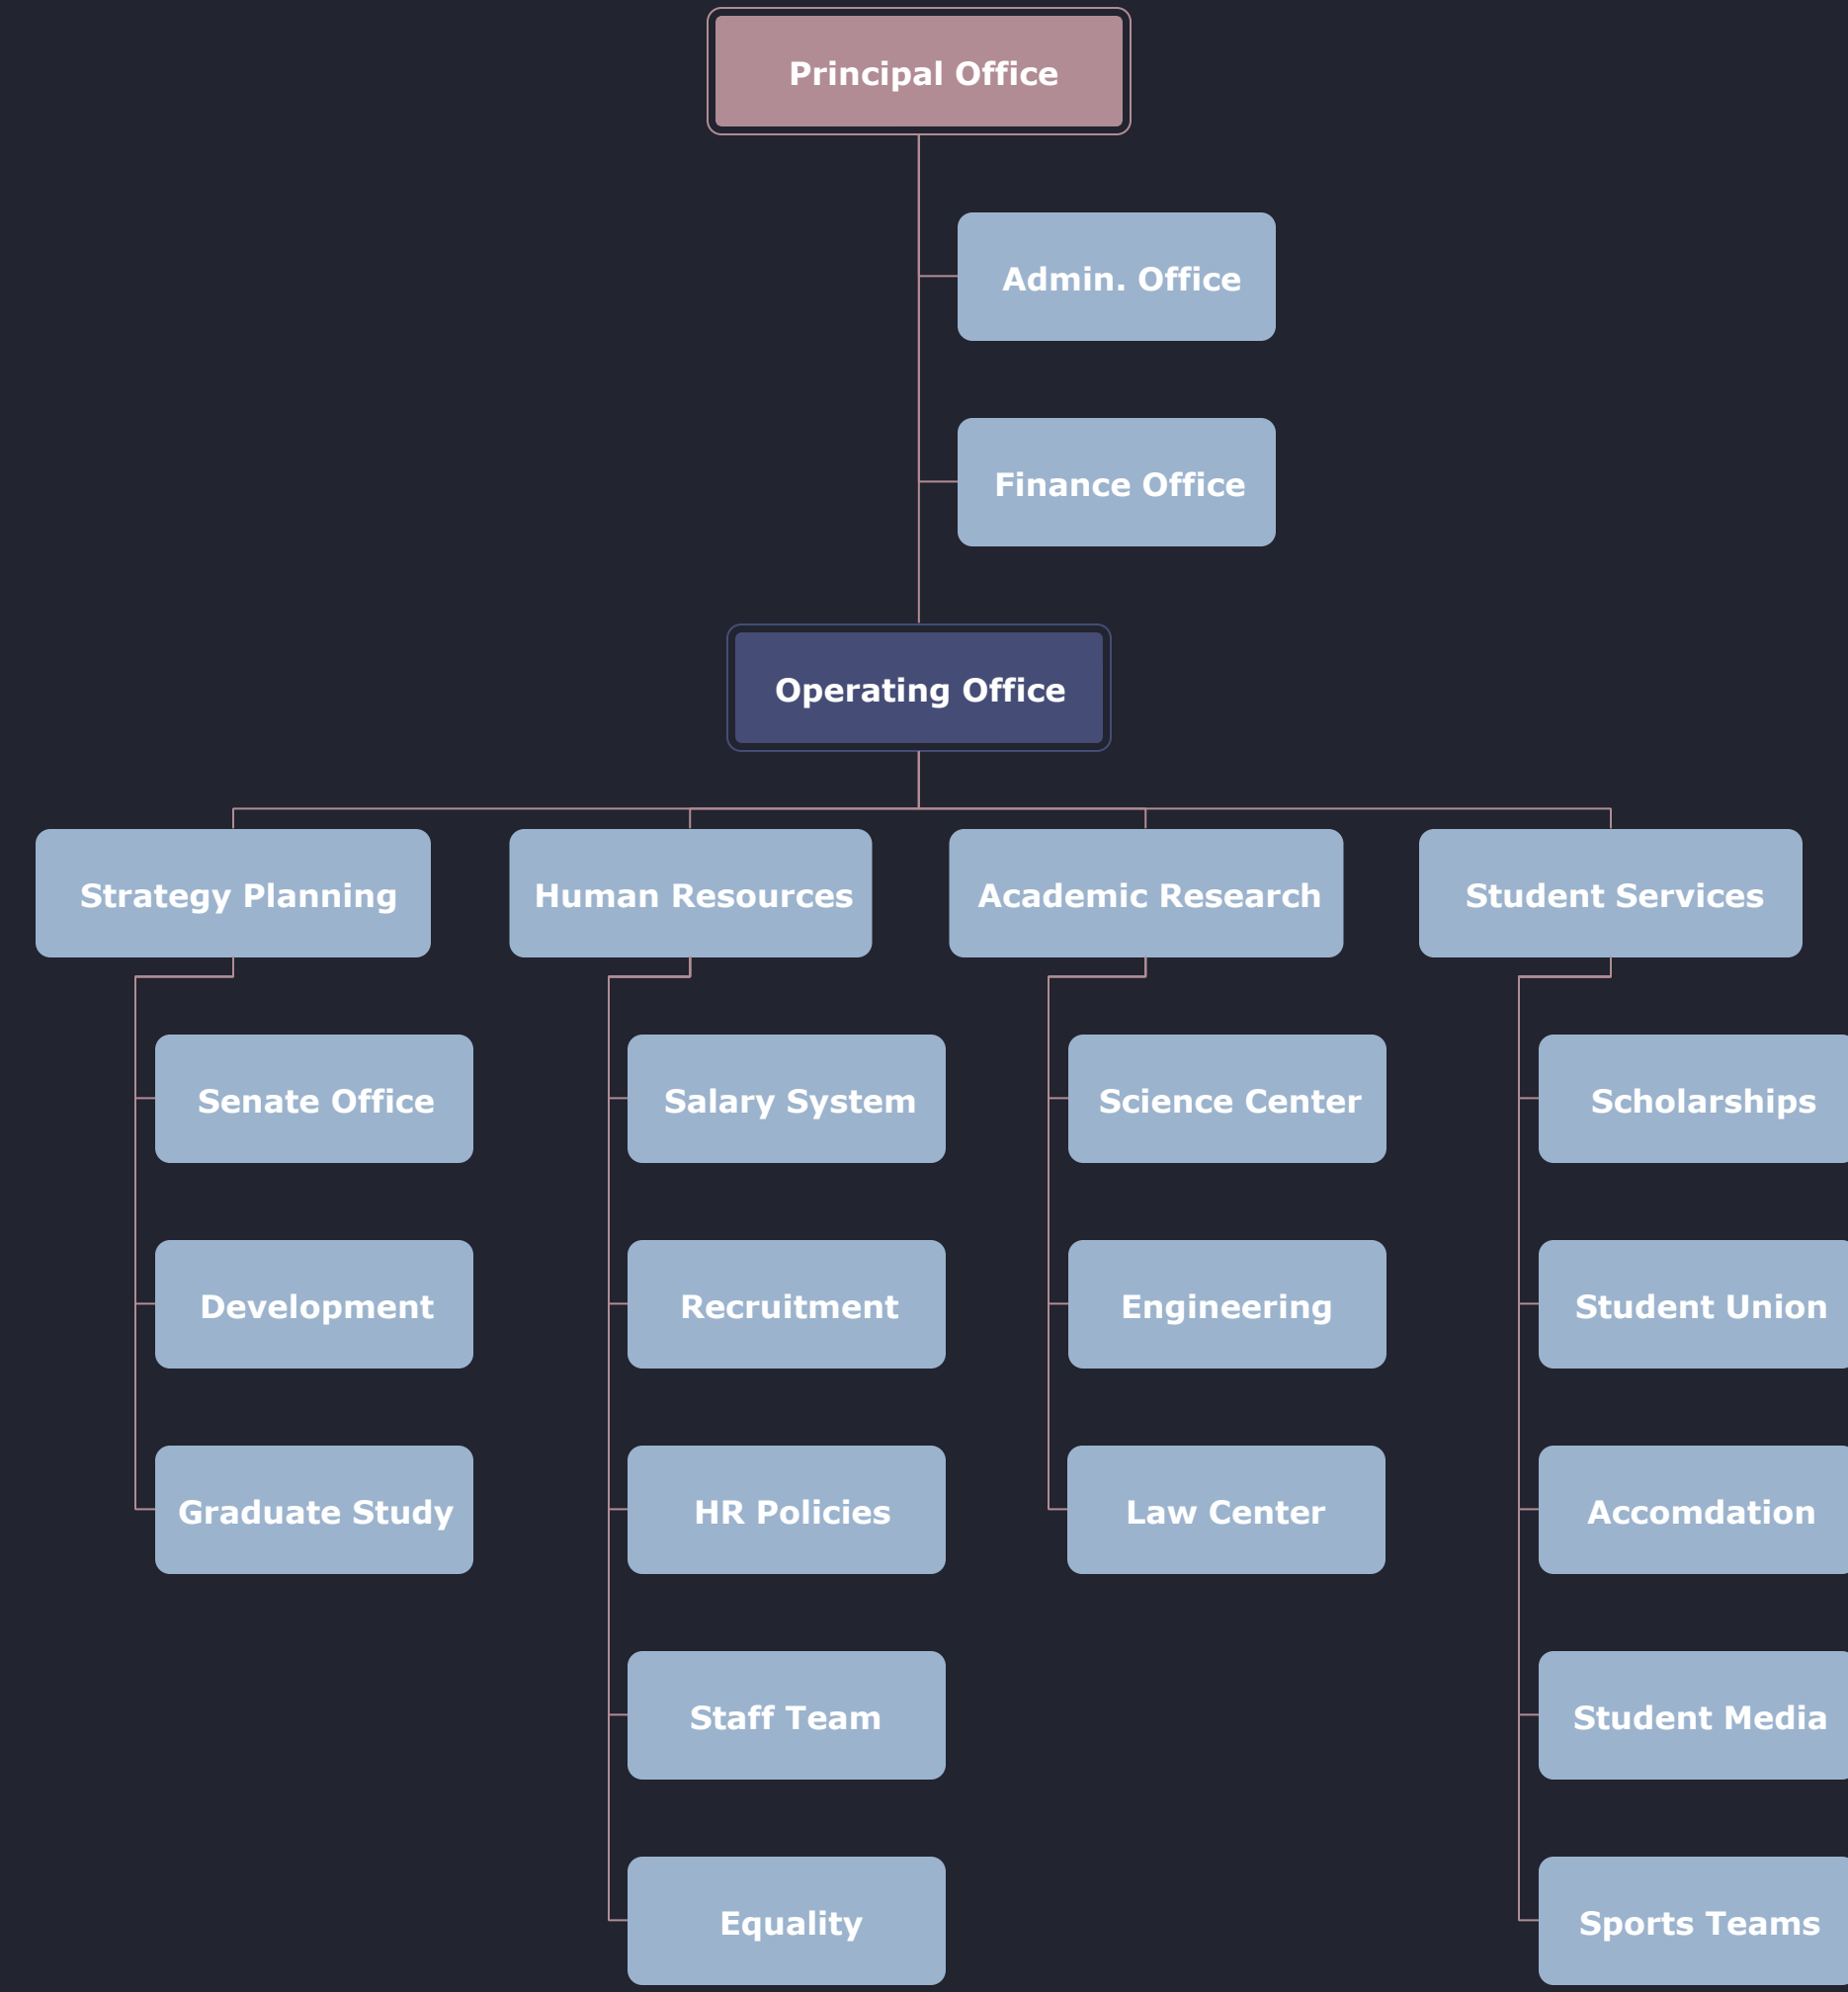 Principal Office
Admin. Office
Finance Office
Operating Office
Strategy Planning
Human Resources
Academic Research
Student Services
Senate Office
Salary System
Science Center
Scholarships
Development
Recruitment
Engineering
Student Union
Graduate Study
HR Policies
Law Center
Accomdation
Staff Team
Student Media
Equality
Sports Teams